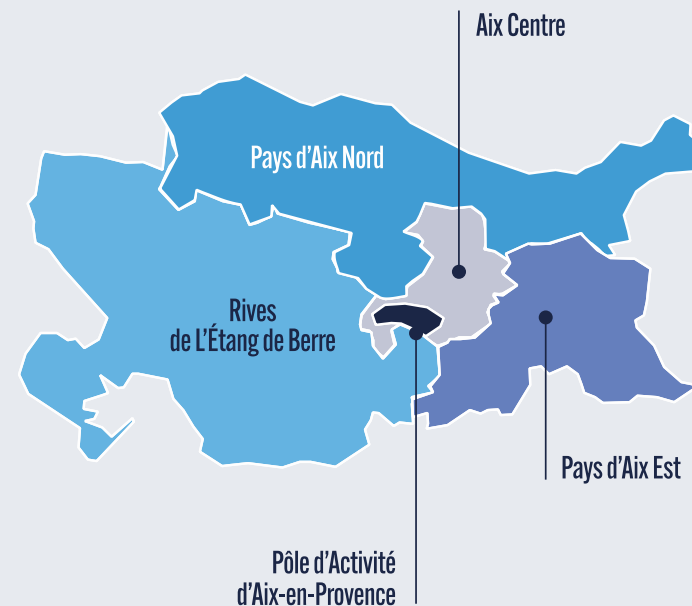 Aix Centre
Pays d'Aix Nord
Rives
de L'Étang de Berre
Pays d'Aix Est
Pôle d'Activité
d'Aix-en-Provence